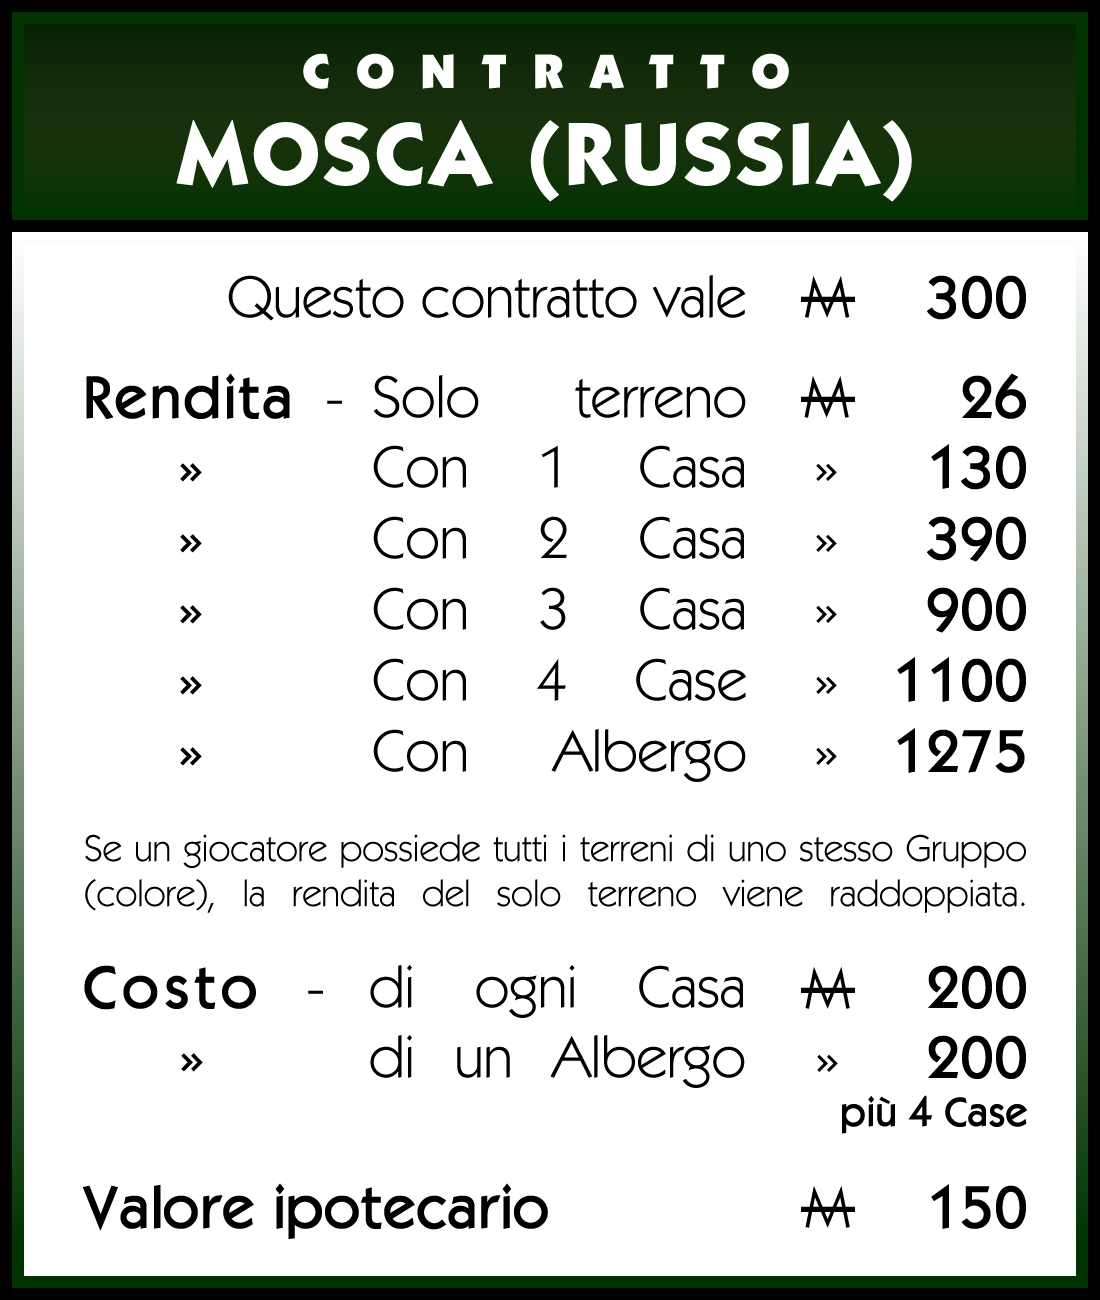 CONTRATTO
MOSCA (RUSSIA)
Questo contratto vale M 300
Rendita - Solo terreno M 26
» Con 1 Casa » 130
» Con 2 Casa » 390
» Con 3 Casa » 900
» Con 4 Case » 1100
» Con Albergo » 1275
Se un giocatore possiede tutti i terreni di uno stesso Gruppo
(colore), la rendita del solo terreno viene raddoppiata.
Costo - di ogni Casa M 200
» di un Albergo » 200
più 4 Case
Valore ipotecario M 150